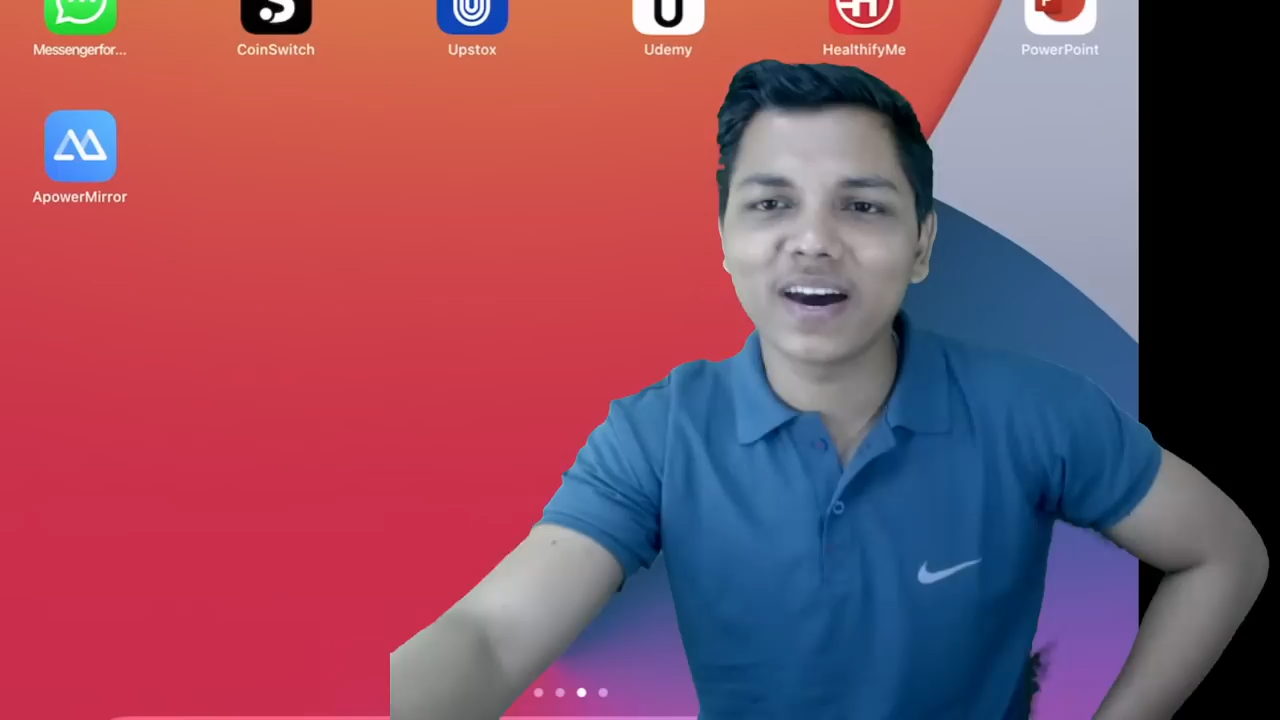 Messengerfor...
CoinSwitch
Upstox
Udemy
HealthifyMe
PowerPoint
ApowerMirror